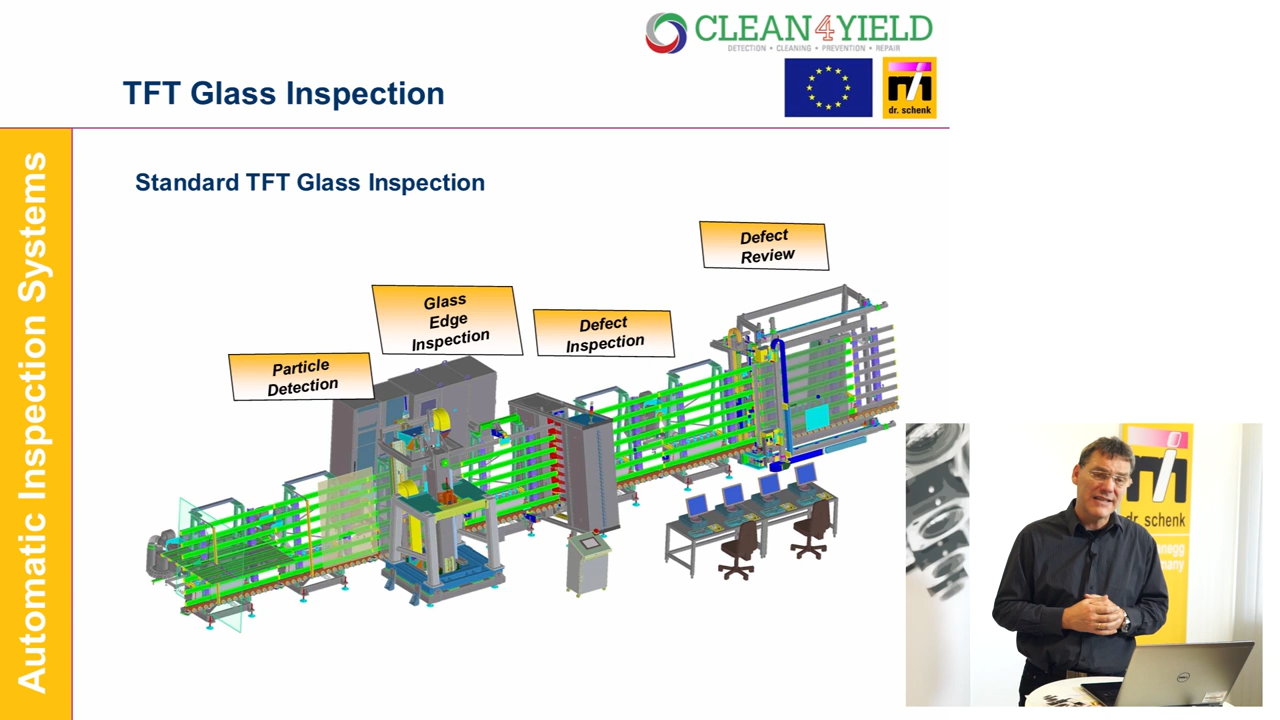 CLEAN4YIELD
DETECTION • CLEANING • PREVENTION • REPAIR
dr. schenk
TFT Glass Inspection
Automatic Inspection Systems
Standard TFT Glass Inspection
Defect
Review
Glass
Edge
Inspection
Defect
Inspection
Particle
Detection
dr. schenk
DELL